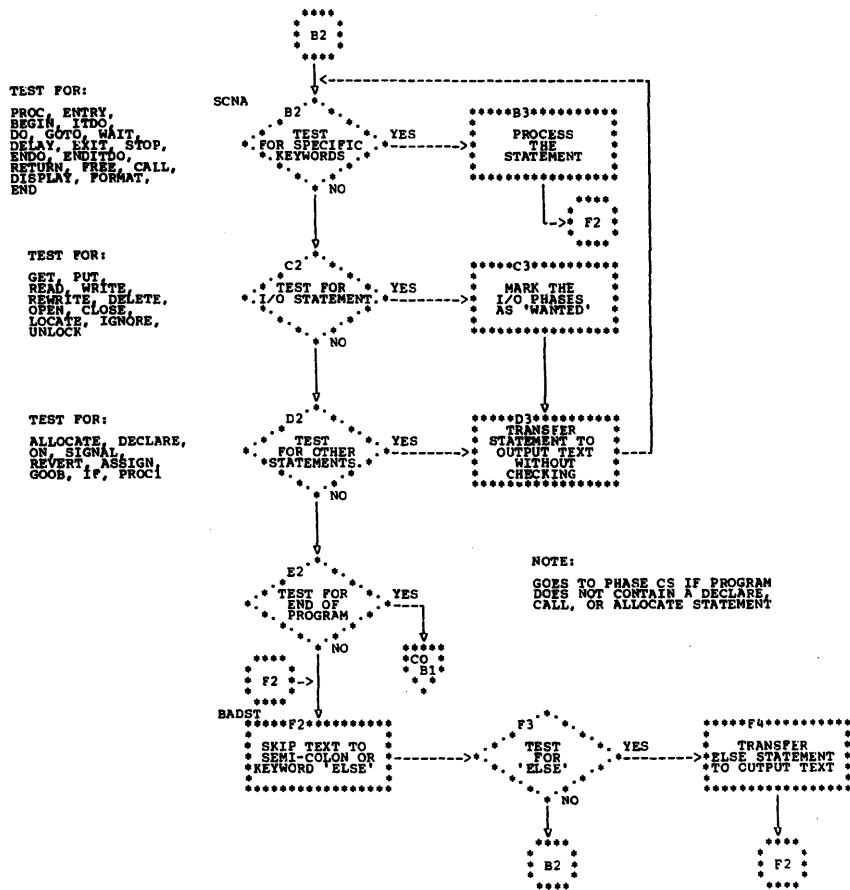 B2
TEST FOR:
PROC, ENTRY,
BEGIN, ITDO,
DO, GOTO, WAIT,
DELAY, EXIT, STOP,
ENDO, ENDITDO,
RETURN, FREE, CALL,
DISPLAY, FORMAT,
END
SCNA
B2
TEST
FOR SPECIFIC
KEYWORDS
YES
NO
B3
PROCESS
THE
STATEMENT
F2
TEST FOR:
GET, PUT,
READ, WRITE,
REWRITE, DELETE,
OPEN, CLOSE,
LOCATE, IGNORE,
UNLOCK
C2
TEST FOR
I/O STATEMENT
YES
NO
C3
MARK THE
I/O PHASES
AS 'WANTED'
TEST FOR:
ALLOCATE, DECLARE,
ON, SIGNAL,
REVERT, ASSIGN,
GOOB, IF, PROC1
D2
TEST
FOR OTHER
STATEMENTS
YES
NO
D3
TRANSFER
STATEMENT TO
OUTPUT TEXT
WITHOUT
CHECKING
E2
TEST FOR
END OF
PROGRAM
YES
NO
CO
B1
NOTE:
GOES TO PHASE CS IF PROGRAM
DOES NOT CONTAIN A DECLARE,
CALL, OR ALLOCATE STATEMENT
F2
BADST
F2
SKIP TEXT TO
SEMI-COLON OR
KEYWORD 'ELSE'
F3
TEST
FOR
'ELSE'
YES
NO
F4
TRANSFER
ELSE STATEMENT
TO CUTPUT TEXT
B2
F2